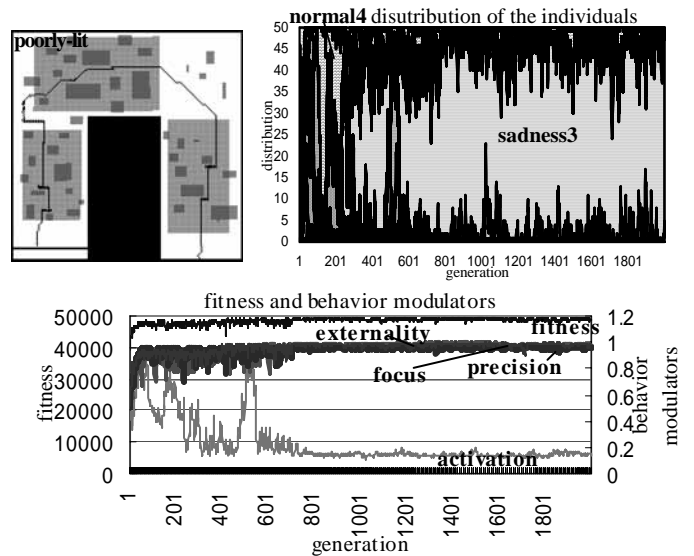 poorly-lit
normal4 disutribution of the individuals
50
45
40
35
30
25
20
15
10
5
0
distribution
sadness3
1 201 401 601 801 1001 1201 1401 1601 1801
generation
fitness and behavior modulators
50000
40000
30000
20000
10000
0
fitness
1.2
1
0.8
0.6
0.4
0.2
0
behavior
modulators
externality
fitness
focus
precision
activation
1 201 401 601 801 1001 1201 1401 1601 1801
generation